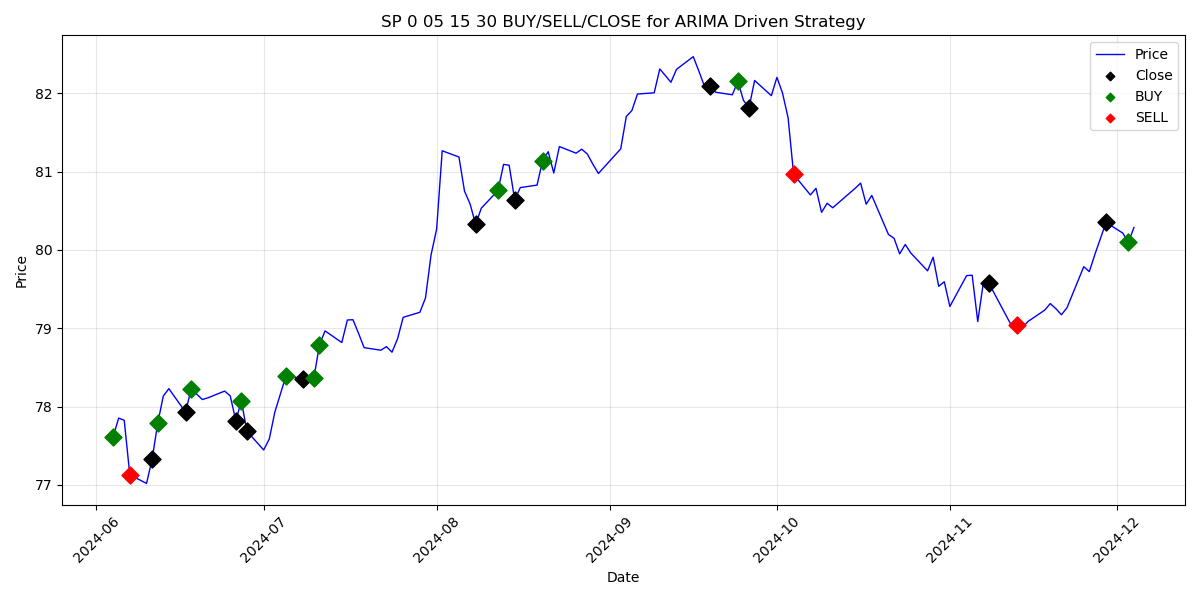 SP 0 05 15 30 BUY/SELL/CLOSE for ARIMA Driven Strategy
Price
Close
BUY
SELL
Price
82
81
80
79
78
77
2024-06
2024-07
2024-08
2024-09
2024-10
2024-11
2024-12
Date